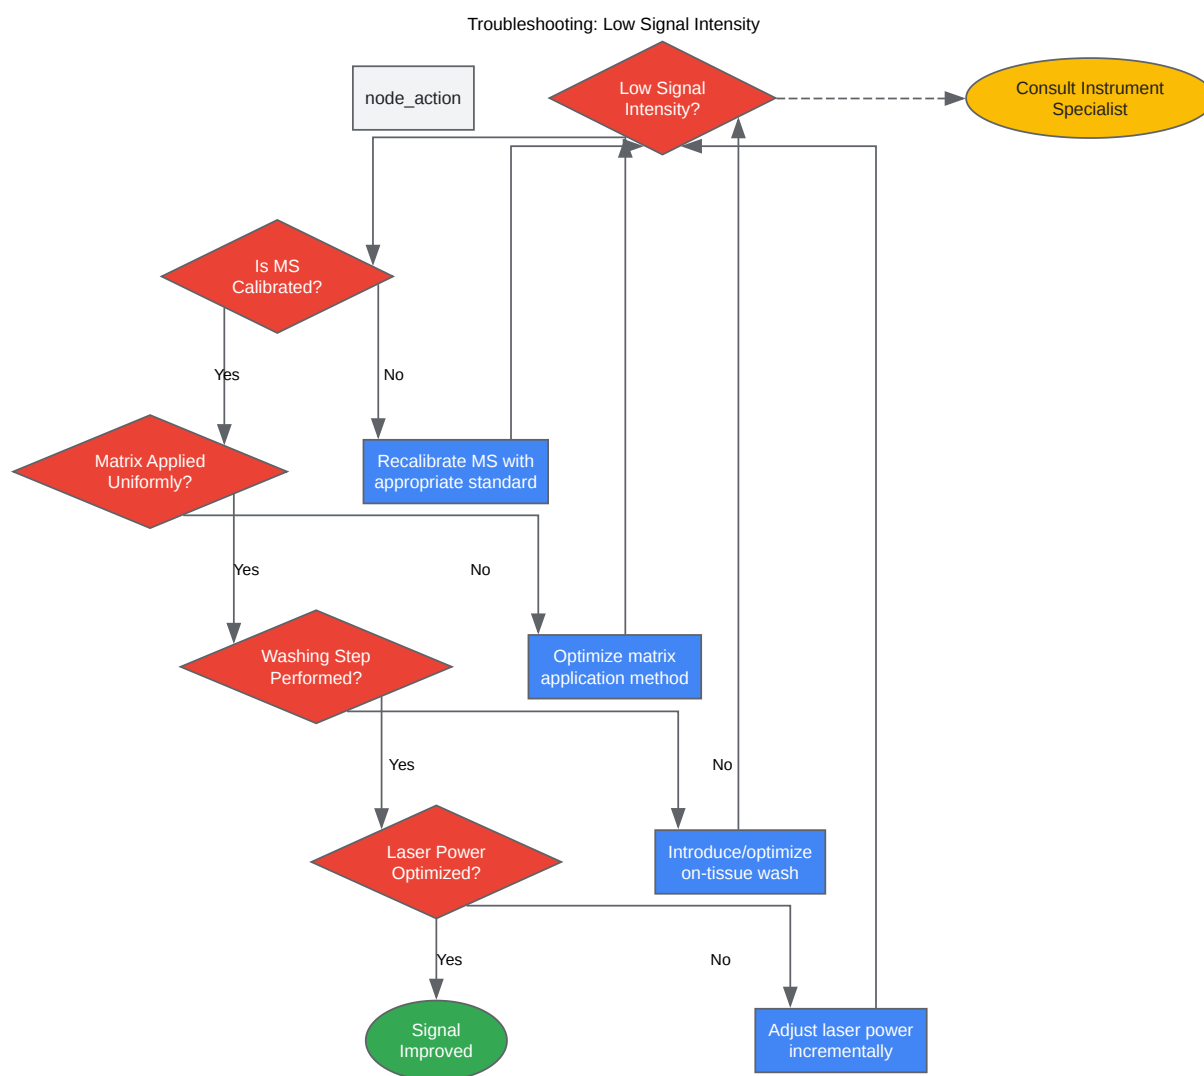 Troubleshooting: Low Signal Intensity
node_action
Low Signal
Intensity?
Consult Instrument
Specialist
Is MS
Calibrated?
Yes
No
Matrix Applied
Uniformly?
Recalibrate MS with
appropriate standard
Yes
No
Washing Step
Performed?
Optimize matrix
application method
Yes
No
Laser Power
Optimized?
Introduce/optimize
on-tissue wash
Yes
No
Signal
Improved
Adjust laser power
incrementally